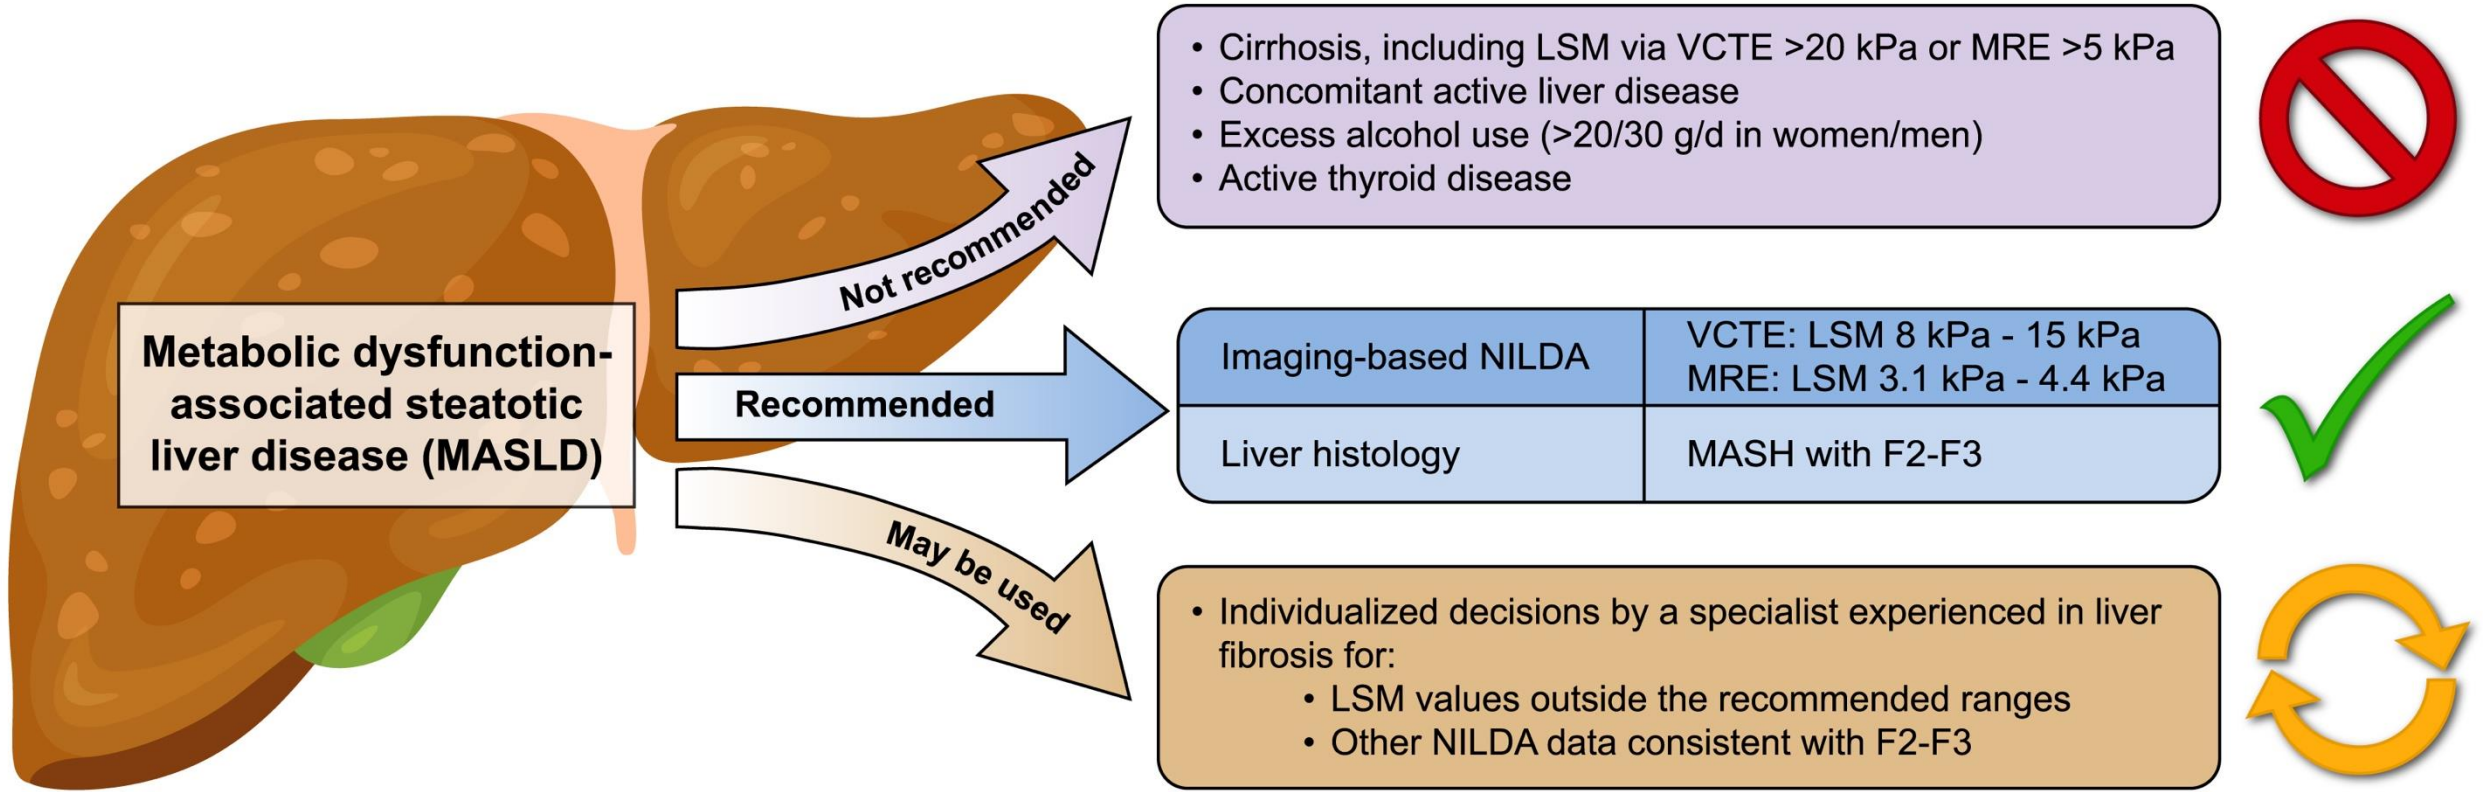 Metabolic dysfunction-
associated steatotic
liver disease (MASLD)
Not recommended
• Cirrhosis, including LSM via VCTE >20 kPa or MRE >5 kPa
• Concomitant active liver disease
• Excess alcohol use (>20/30 g/d in women/men)
• Active thyroid disease
Recommended
Imaging-based NILDA
VCTE: LSM 8 kPa - 15 kPa
MRE: LSM 3.1 kPa - 4.4 kPa
Liver histology
MASH with F2-F3
May be used
• Individualized decisions by a specialist experienced in liver
fibrosis for:
• LSM values outside the recommended ranges
• Other NILDA data consistent with F2-F3